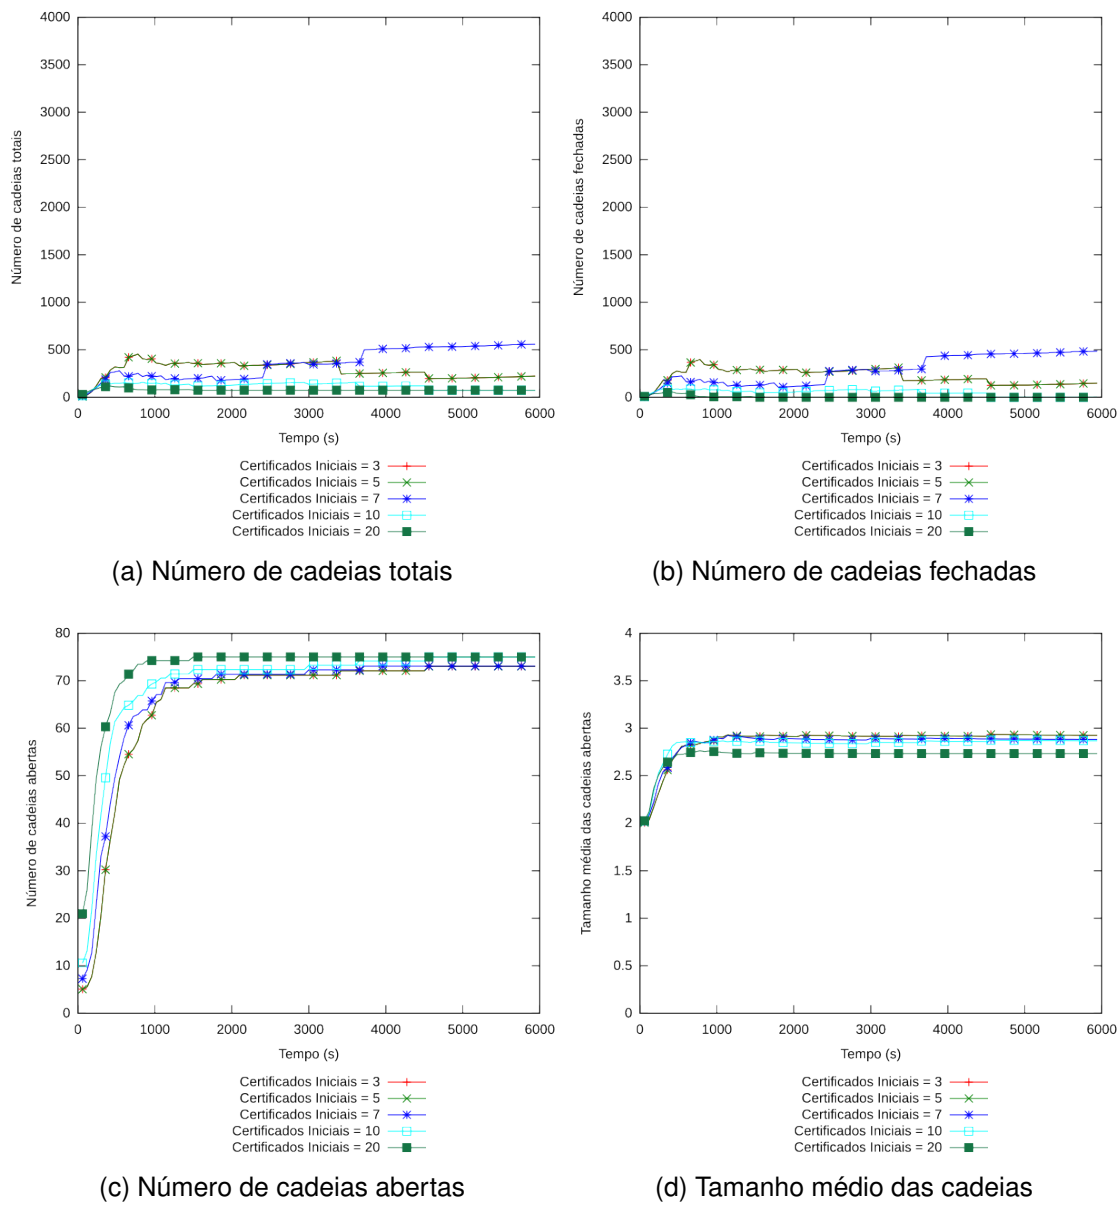 4000
3500
3000
2500
2000
1500
1000
500
0
Número de cadeias totais
0 1000 2000 3000 4000 5000 6000
Tempo (s)
Certificados Iniciais = 3
Certificados Iniciais = 5
Certificados Iniciais = 7
Certificados Iniciais = 10
Certificados Iniciais = 20
(a) Número de cadeias totais
4000
3500
3000
2500
2000
1500
1000
500
0
Número de cadeias fechadas
0 1000 2000 3000 4000 5000 6000
Tempo (s)
Certificados Iniciais = 3
Certificados Iniciais = 5
Certificados Iniciais = 7
Certificados Iniciais = 10
Certificados Iniciais = 20
(b) Número de cadeias fechadas
80
70
60
50
40
30
20
10
0
Número de cadeias abertas
0 1000 2000 3000 4000 5000 6000
Tempo (s)
Certificados Iniciais = 3
Certificados Iniciais = 5
Certificados Iniciais = 7
Certificados Iniciais = 10
Certificados Iniciais = 20
(c) Número de cadeias abertas
4
3.5
3
2.5
2
1.5
1
0.5
0
Tamanho média das cadeias abertas
0 1000 2000 3000 4000 5000 6000
Tempo (s)
Certificados Iniciais = 3
Certificados Iniciais = 5
Certificados Iniciais = 7
Certificados Iniciais = 10
Certificados Iniciais = 20
(d) Tamanho médio das cadeias